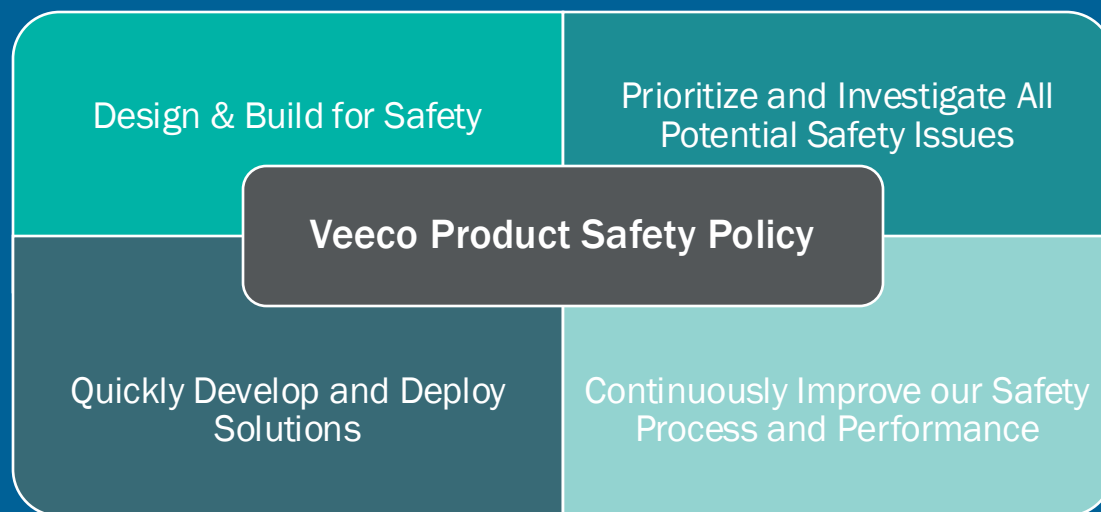 Design & Build for Safety
Prioritize and Investigate All
Potential Safety Issues
Veeco Product Safety Policy
Quickly Develop and Deploy
Solutions
Continuously Improve our Safety
Process and Performance